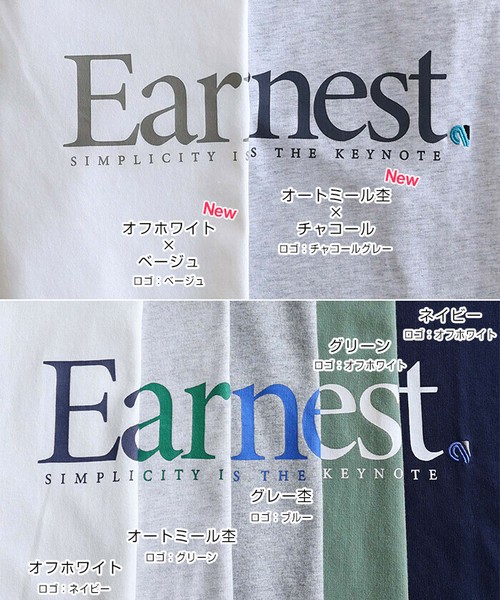 Earnest.
SIMPLICITY IS THE KEYNOTE
New
オフホワイト
×
ベージュ
ロゴ：ベージュ
New
オートミール杢
×
チャコール
ロゴ：チャコールグレー
ネイビー
ロゴ：オフホワイト
グリーン
ロゴ：オフホワイト
Earnest.
SIMPLICITY IS THE KEYNOTE
グレー杢
ロゴ：ブルー
オートミール杢
ロゴ：グリーン
オフホワイト
ロゴ：ネイビー